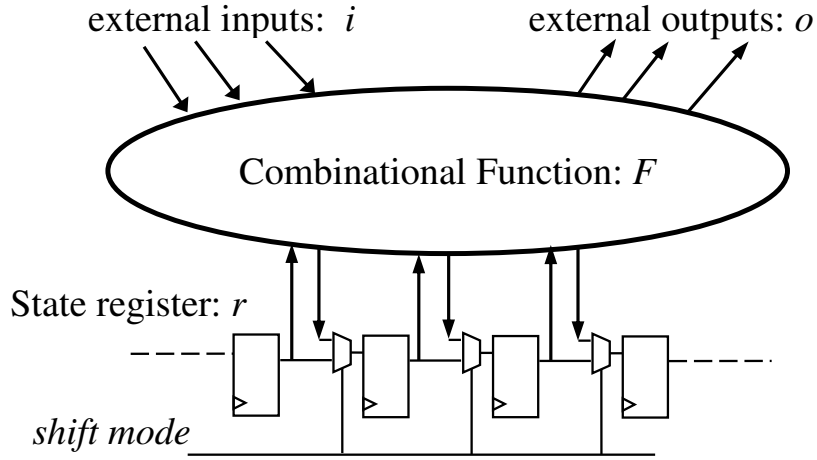 external inputs: i
external outputs: o
Combinational Function: F
State register: r
shift mode